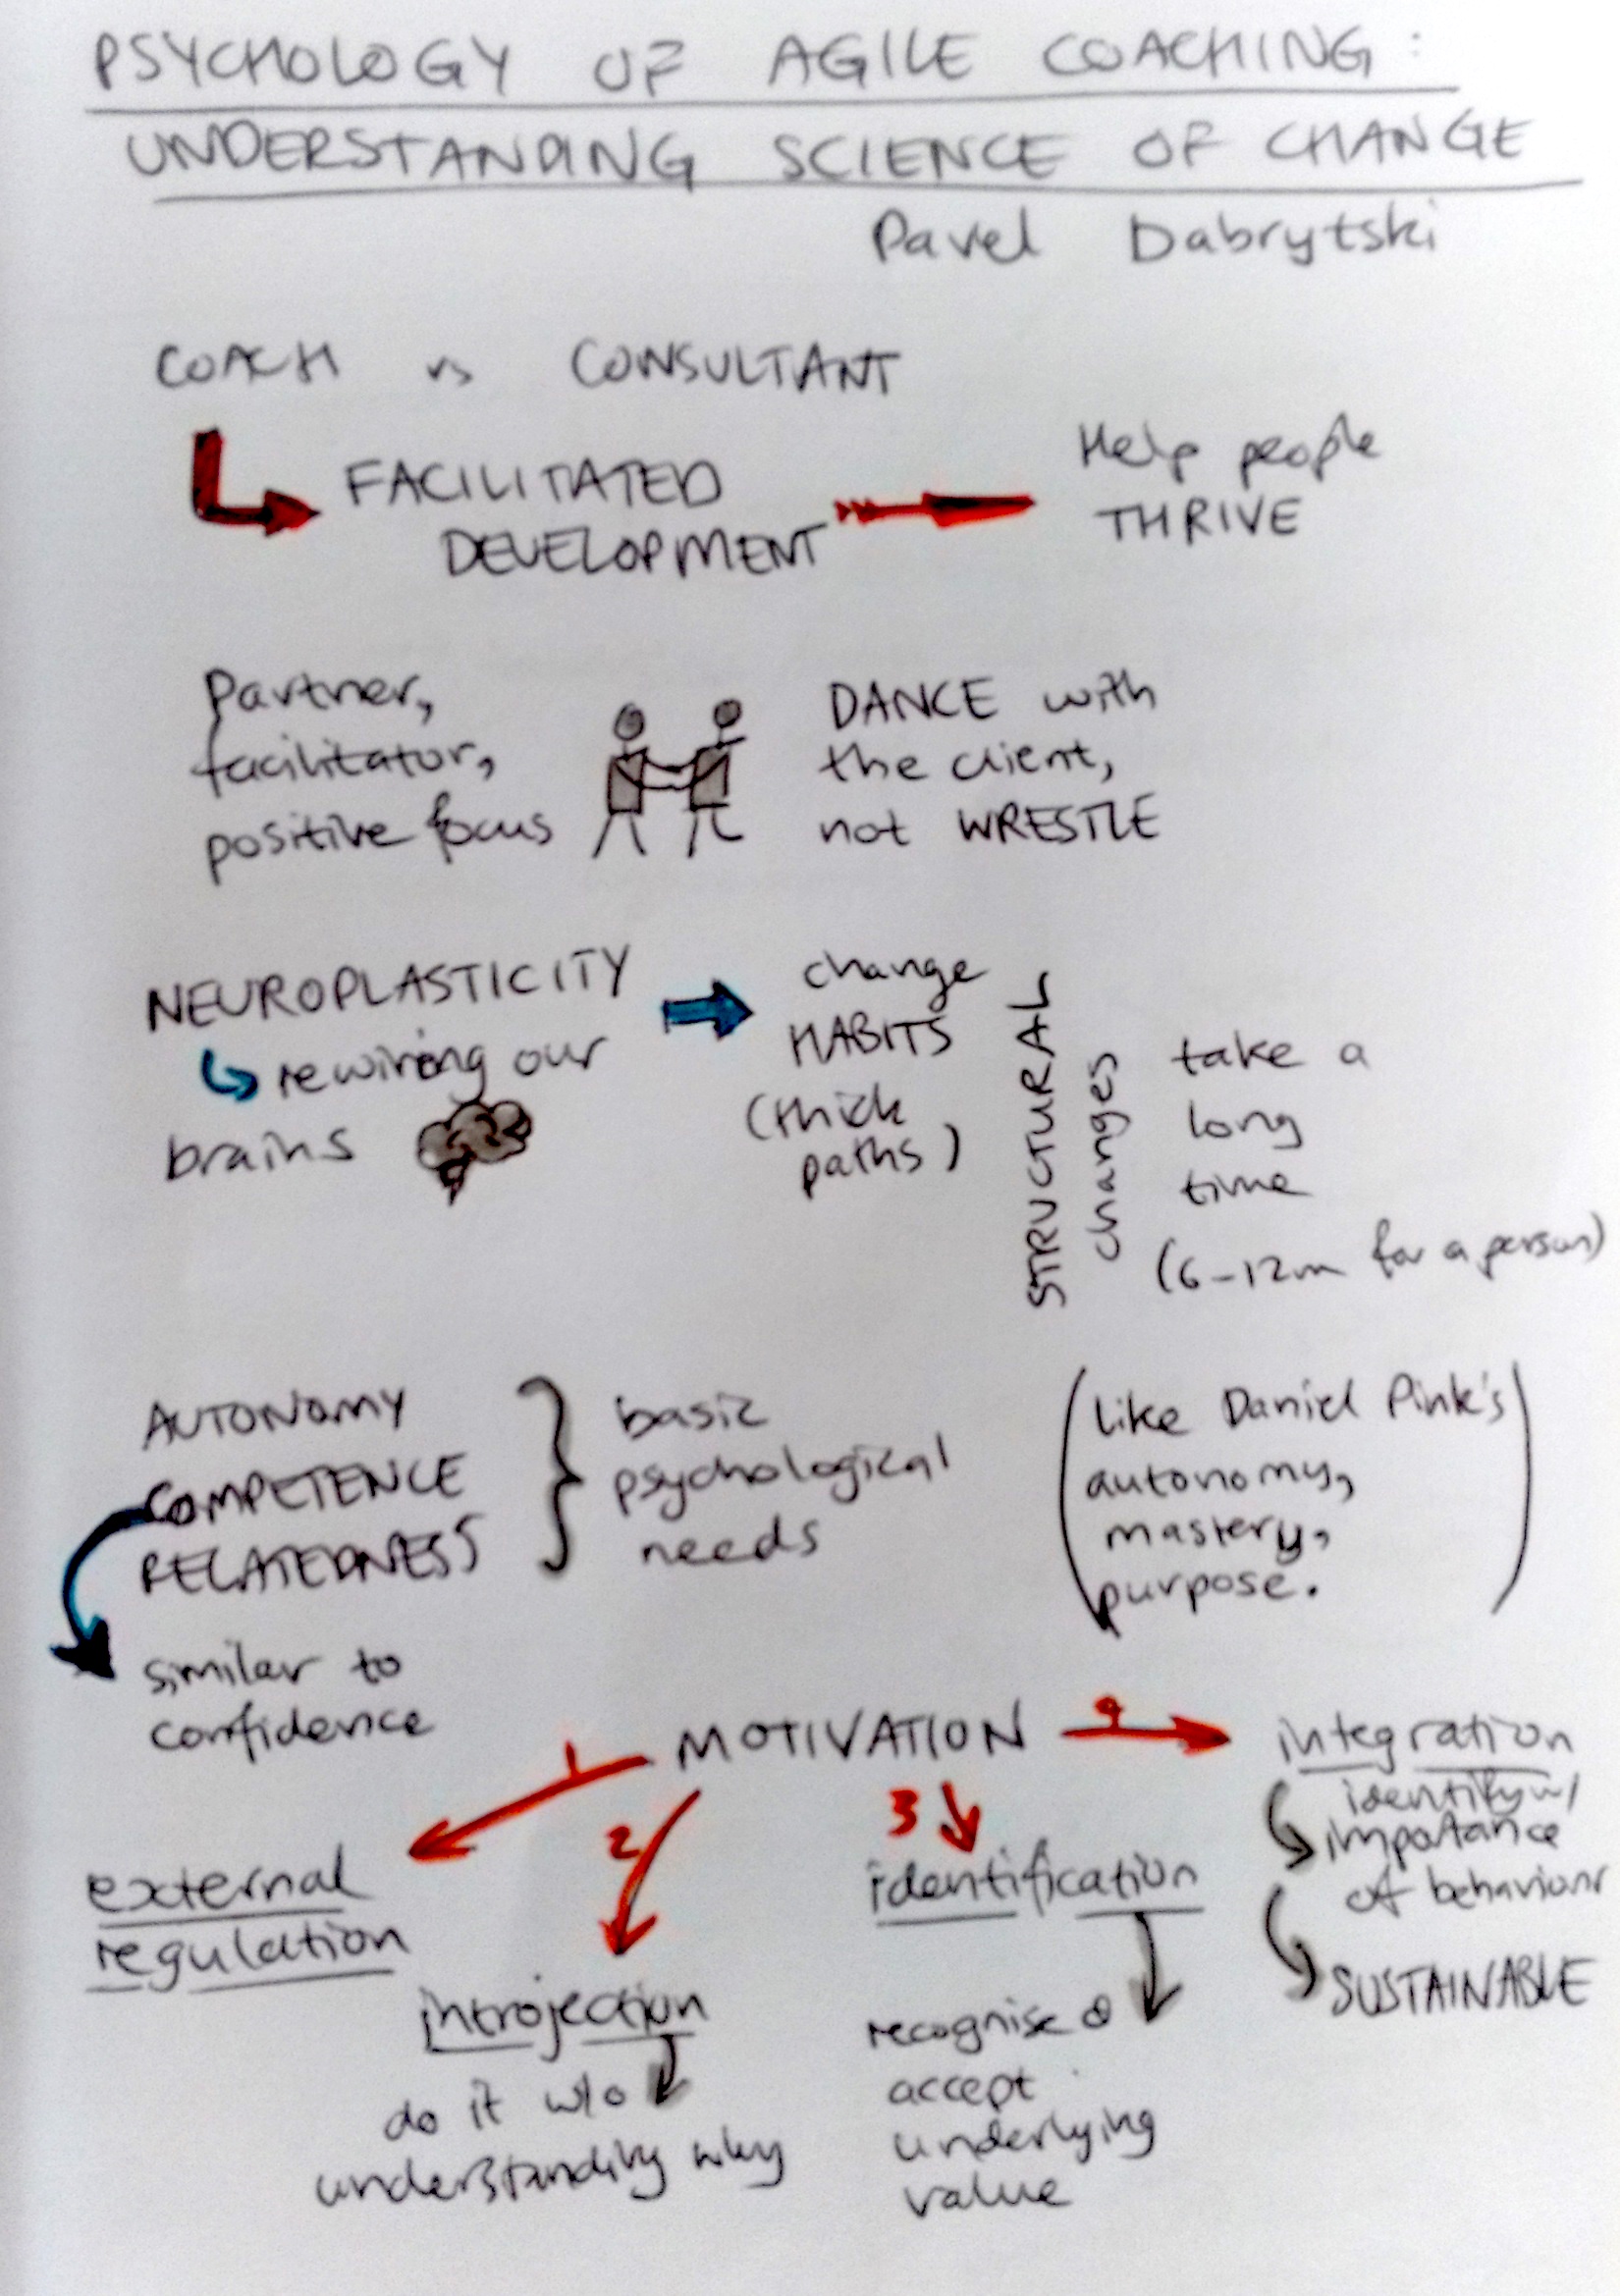 PSYCHOLOGY OF AGILE COACHING:
UNDERSTANDING SCIENCE OF CHANGE
Pavel Dabrytski
COACH vs CONSULTANT
FACILITATED
DEVELOPMENT
Help people
THRIVE
Partner,
facilitator,
positive focus
DANCE with
the client,
not WRESTLE
NEUROPLASTICITY
rewiring our
brains
change
HABITS
(thick
paths)
STRUCTURAL
changes
take a
long
time
(6-12m for a person)
AUTONOMY
COMPETENCE
RELATEDNESS
basic
psychological
needs
(like Daniel Pink's
autonomy,
mastery,
purpose.)
similar to
confidence
MOTIVATION
1
external
regulation
2
introjection
do it w/o
understanding why
3
identification
recognise &
accept
underlying
value
4
integration
identify w/
importance
of behaviour
SUSTAINABLE